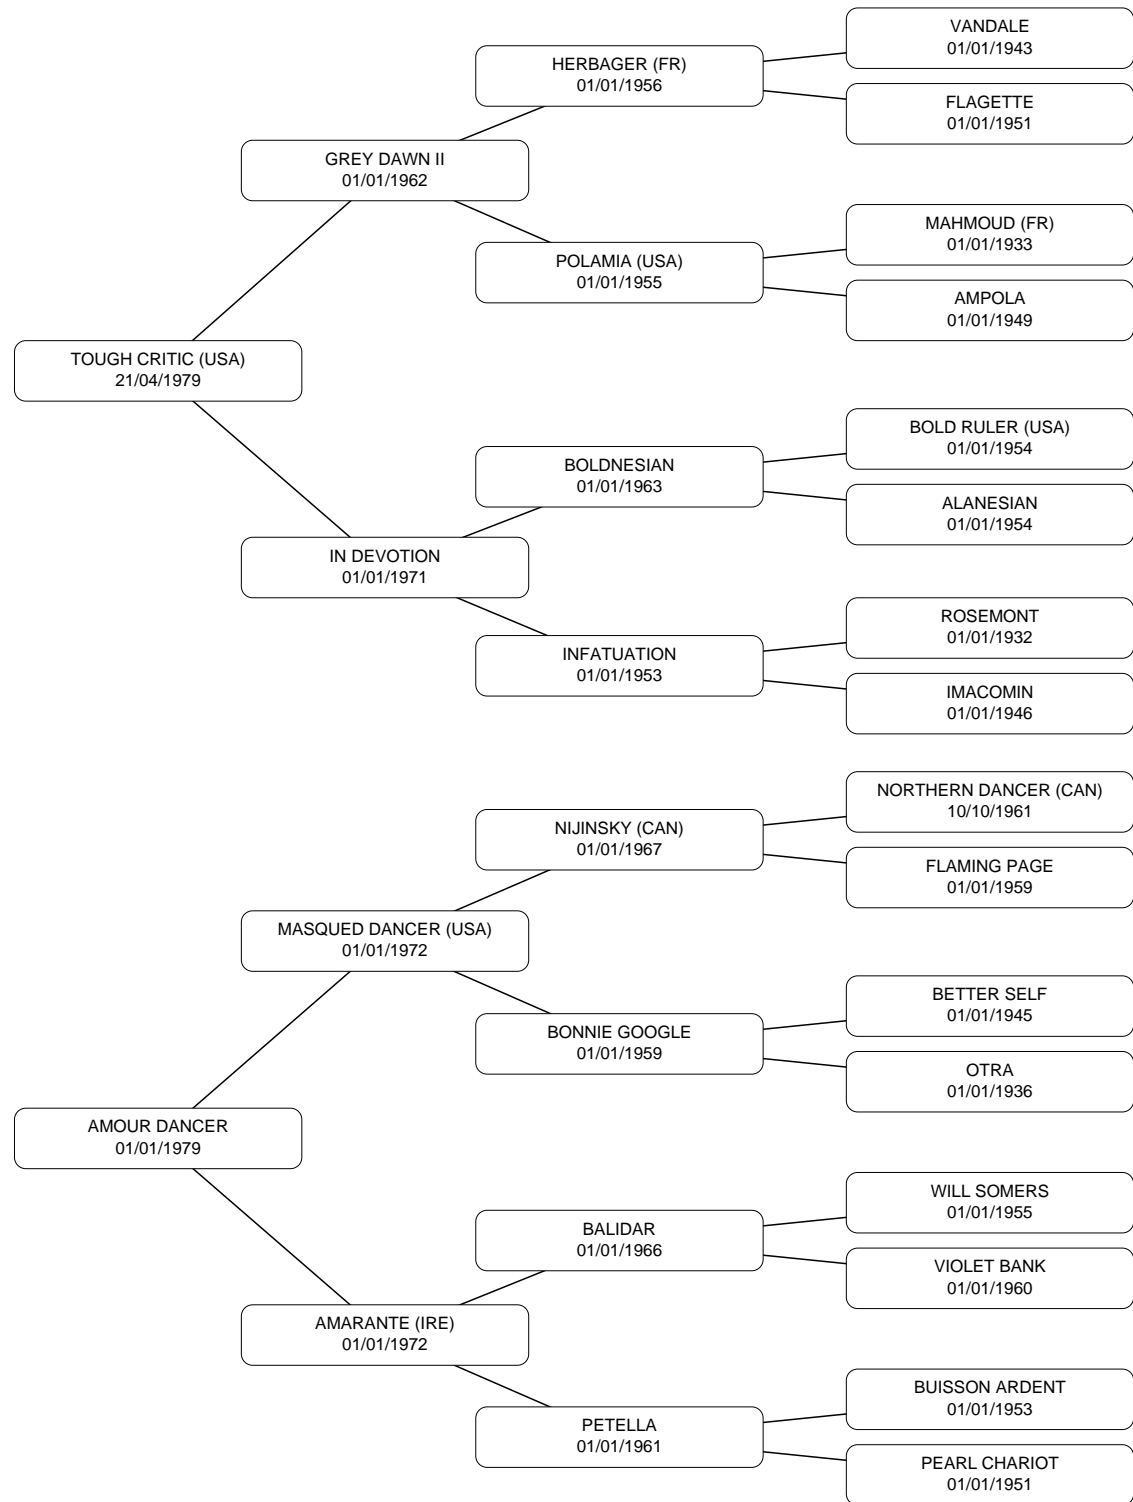 VANDALE
01/01/1943
HERBAGER (FR)
01/01/1956
FLAGETTE
01/01/1951
GREY DAWN II
01/01/1962
MAHMOUD (FR)
01/01/1933
POLAMIA (USA)
01/01/1955
AMPOLA
01/01/1949
TOUGH CRITIC (USA)
21/04/1979
BOLD RULER (USA)
01/01/1954
BOLDNESIAN
01/01/1963
ALANESIAN
01/01/1954
IN DEVOTION
01/01/1971
ROSEMONT
01/01/1932
INFATUATION
01/01/1953
IMACOMIN
01/01/1946
NORTHERN DANCER (CAN)
10/10/1961
NIJINSKY (CAN)
01/01/1967
FLAMING PAGE
01/01/1959
MASQUED DANCER (USA)
01/01/1972
BETTER SELF
01/01/1945
BONNIE GOOGLE
01/01/1959
OTRA
01/01/1936
AMOUR DANCER
01/01/1979
WILL SOMERS
01/01/1955
BALIDAR
01/01/1966
VIOLET BANK
01/01/1960
AMARANTE (IRE)
01/01/1972
BUISSON ARDENT
01/01/1953
PETELLA
01/01/1961
PEARL CHARIOT
01/01/1951